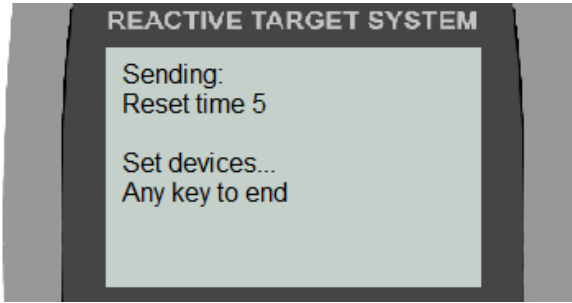 REACTIVE TARGET SYSTEM
Sending:
Reset time 5
Set devices...
Any key to end